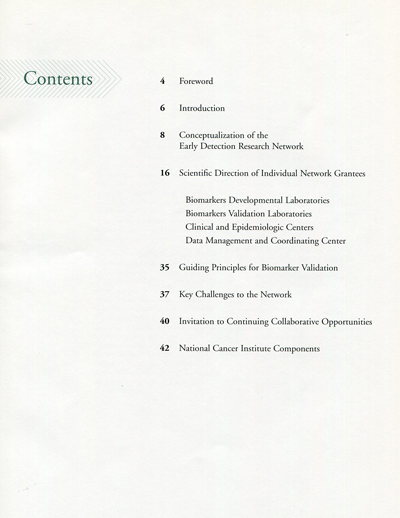 Contents
4 Foreword
6 Introduction
8 Conceptualization of the
Early Detection Research Network
16 Scientific Direction of Individual Network Grantees
Biomarkers Developmental Laboratories
Biomarkers Validation Laboratories
Clinical and Epidemiologic Centers
Data Management and Coordinating Center
35 Guiding Principles for Biomarker Validation
37 Key Challenges to the Network
40 Invitation to Continuing Collaborative Opportunities
42 National Cancer Institute Components